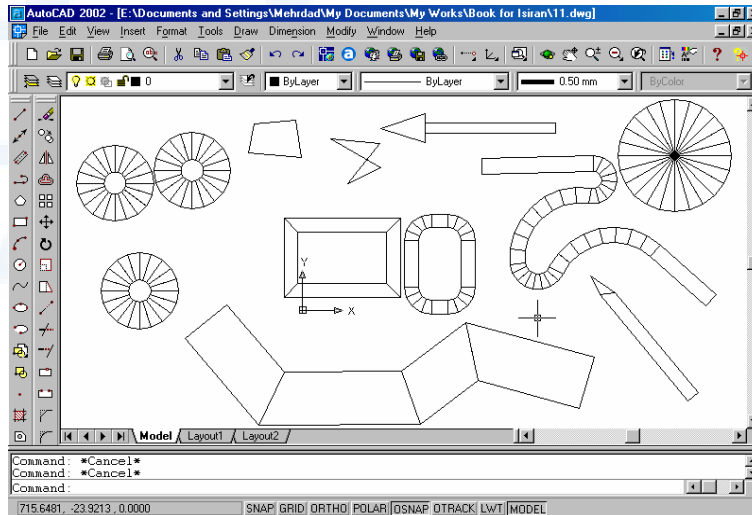 AutoCAD 2002 - [E:\Documents and Settings\Mehrdad\My Documents\My Works\Book for Isiran\11.dwg]
File Edit View Insert Format Tools Draw Dimension Modify Window Help
0 ByLayer ByLayer 0.50 mm ByColor
Y
X
Model Layout1 Layout2
Command: *Cancel*
Command: *Cancel*
Command:
715.6481, -23.9213, 0.0000 SNAP GRID ORTHO POLAR OSNAP OTRACK LWT MODEL